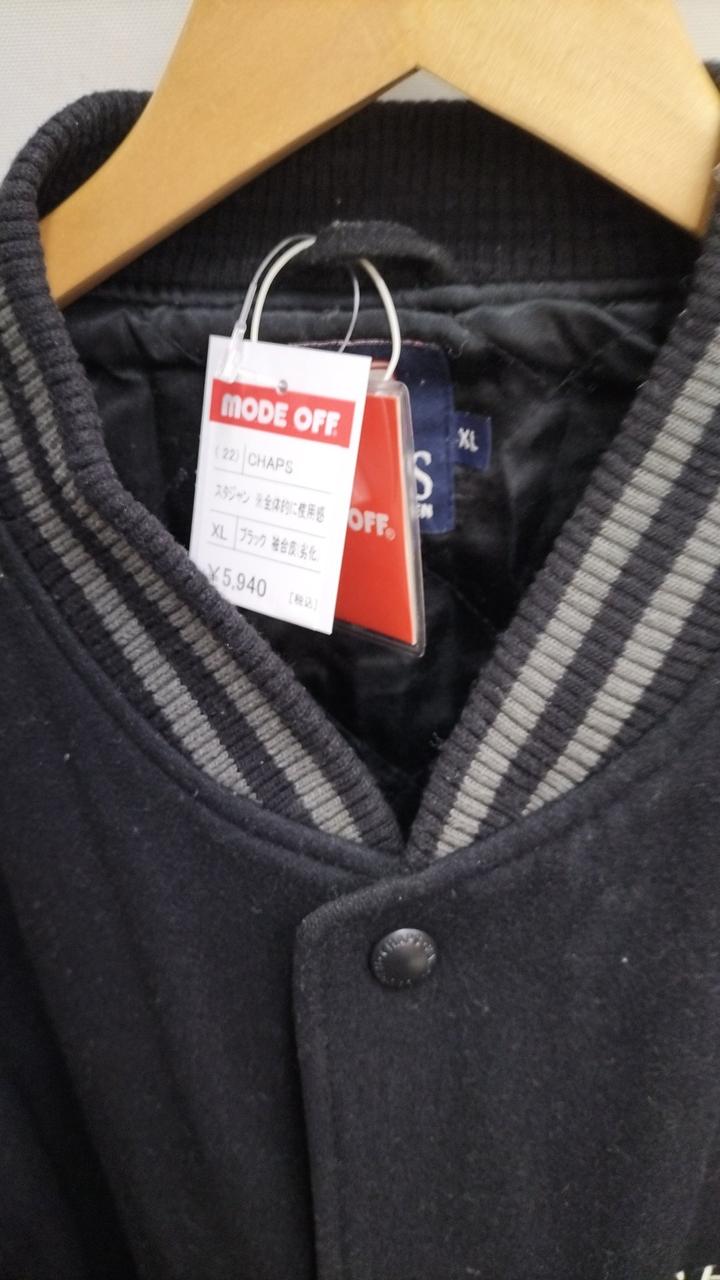 MODE OFF
(22) CHAPS
スタジャン ※全体的に使用感
XL ブラック 袖合皮(劣化)
¥5,940 [税込]
OFF
XL
S